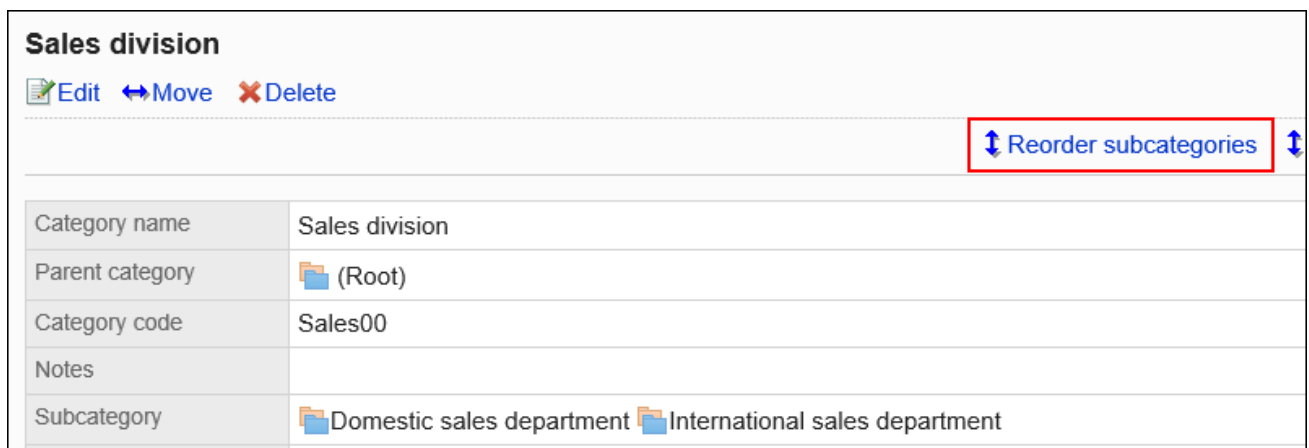 Sales division
Edit Move Delete
Reorder subcategories
Category name Sales division
Parent category (Root)
Category code Sales00
Notes
Subcategory Domestic sales department International sales department